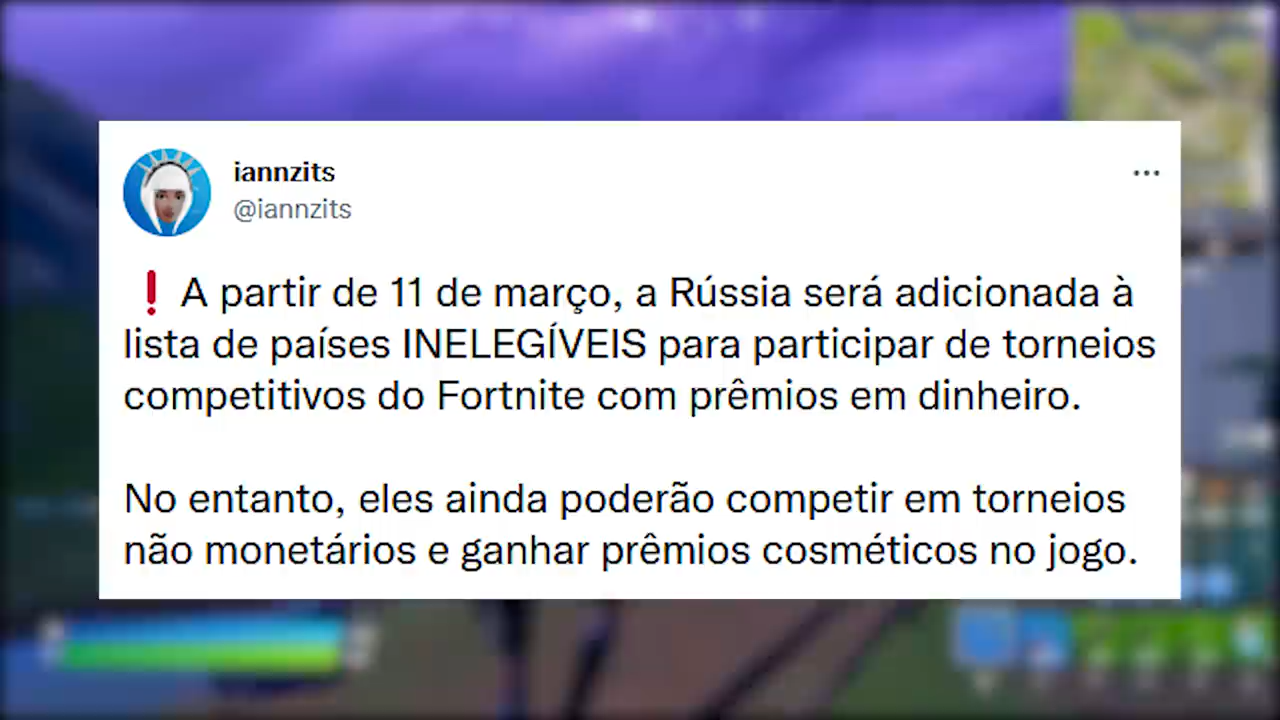 iannzits
@iannzits
❗ A partir de 11 de março, a Rússia será adicionada à
lista de países INELEGÍVEIS para participar de torneios
competitivos do Fortnite com prêmios em dinheiro.
No entanto, eles ainda poderão competir em torneios
não monetários e ganhar prêmios cosméticos no jogo.